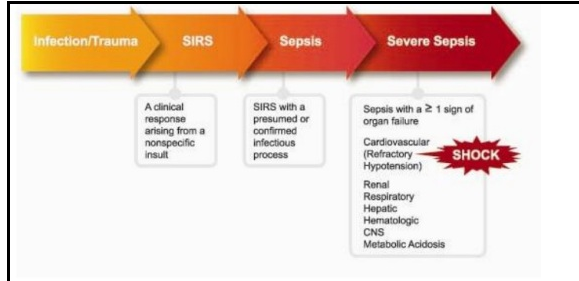 Infection/Trauma
SIRS
Sepsis
Severe Sepsis
A clinical
response
arising from a
nonspecific
insult
SIRS with a
presumed or
confirmed
infectious
process
Sepsis with a ≥ 1 sign of
organ failure
Cardiovascular
(Refractory
Hypotension)
SHOCK
Renal
Respiratory
Hepatic
Hematologic
CNS
Metabolic Acidosis